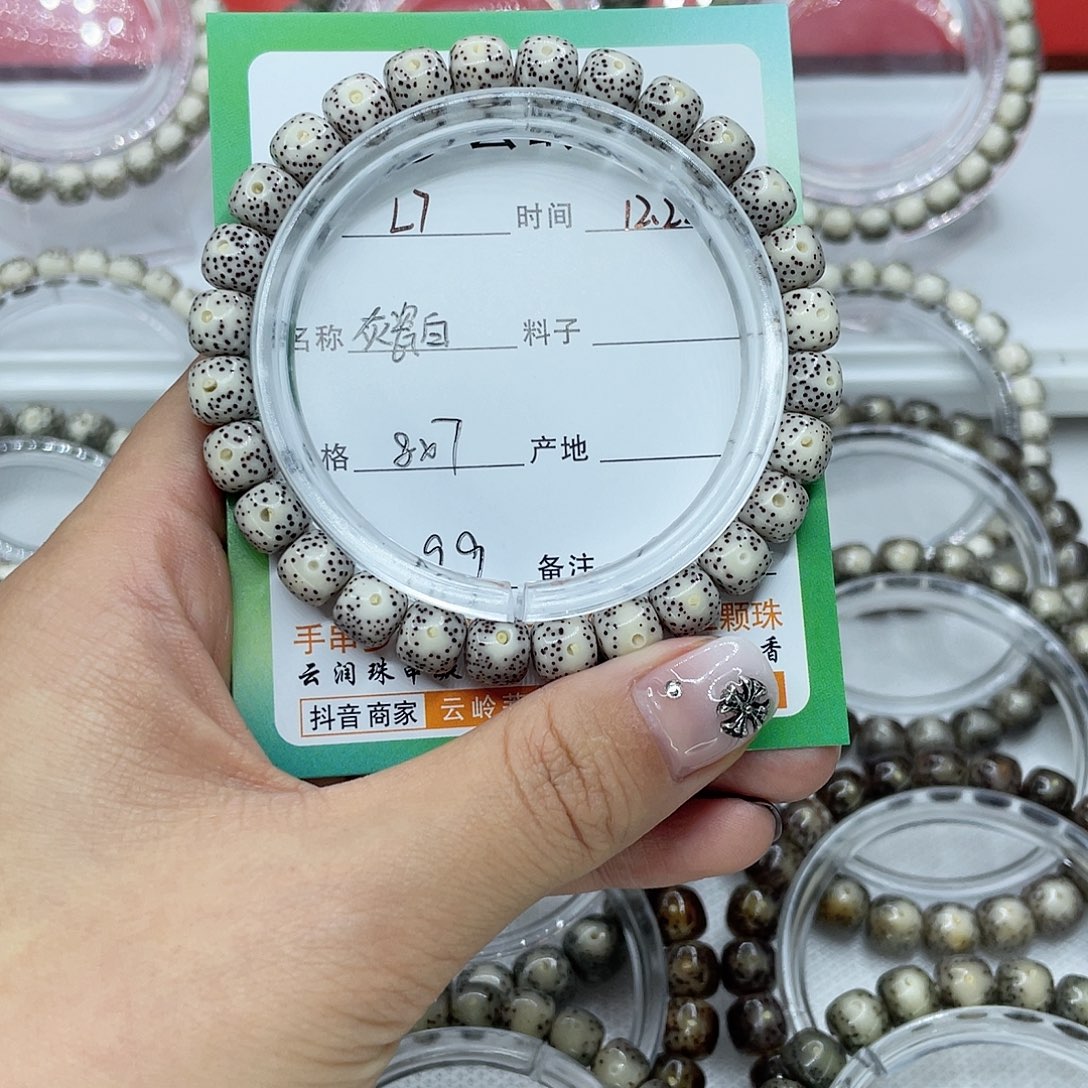 L7 时间 12.2
名称 灰瓷白 料子
格 8x7 产地
99 备注
手串 颗珠
云润珠串 香
抖音商家 云岭